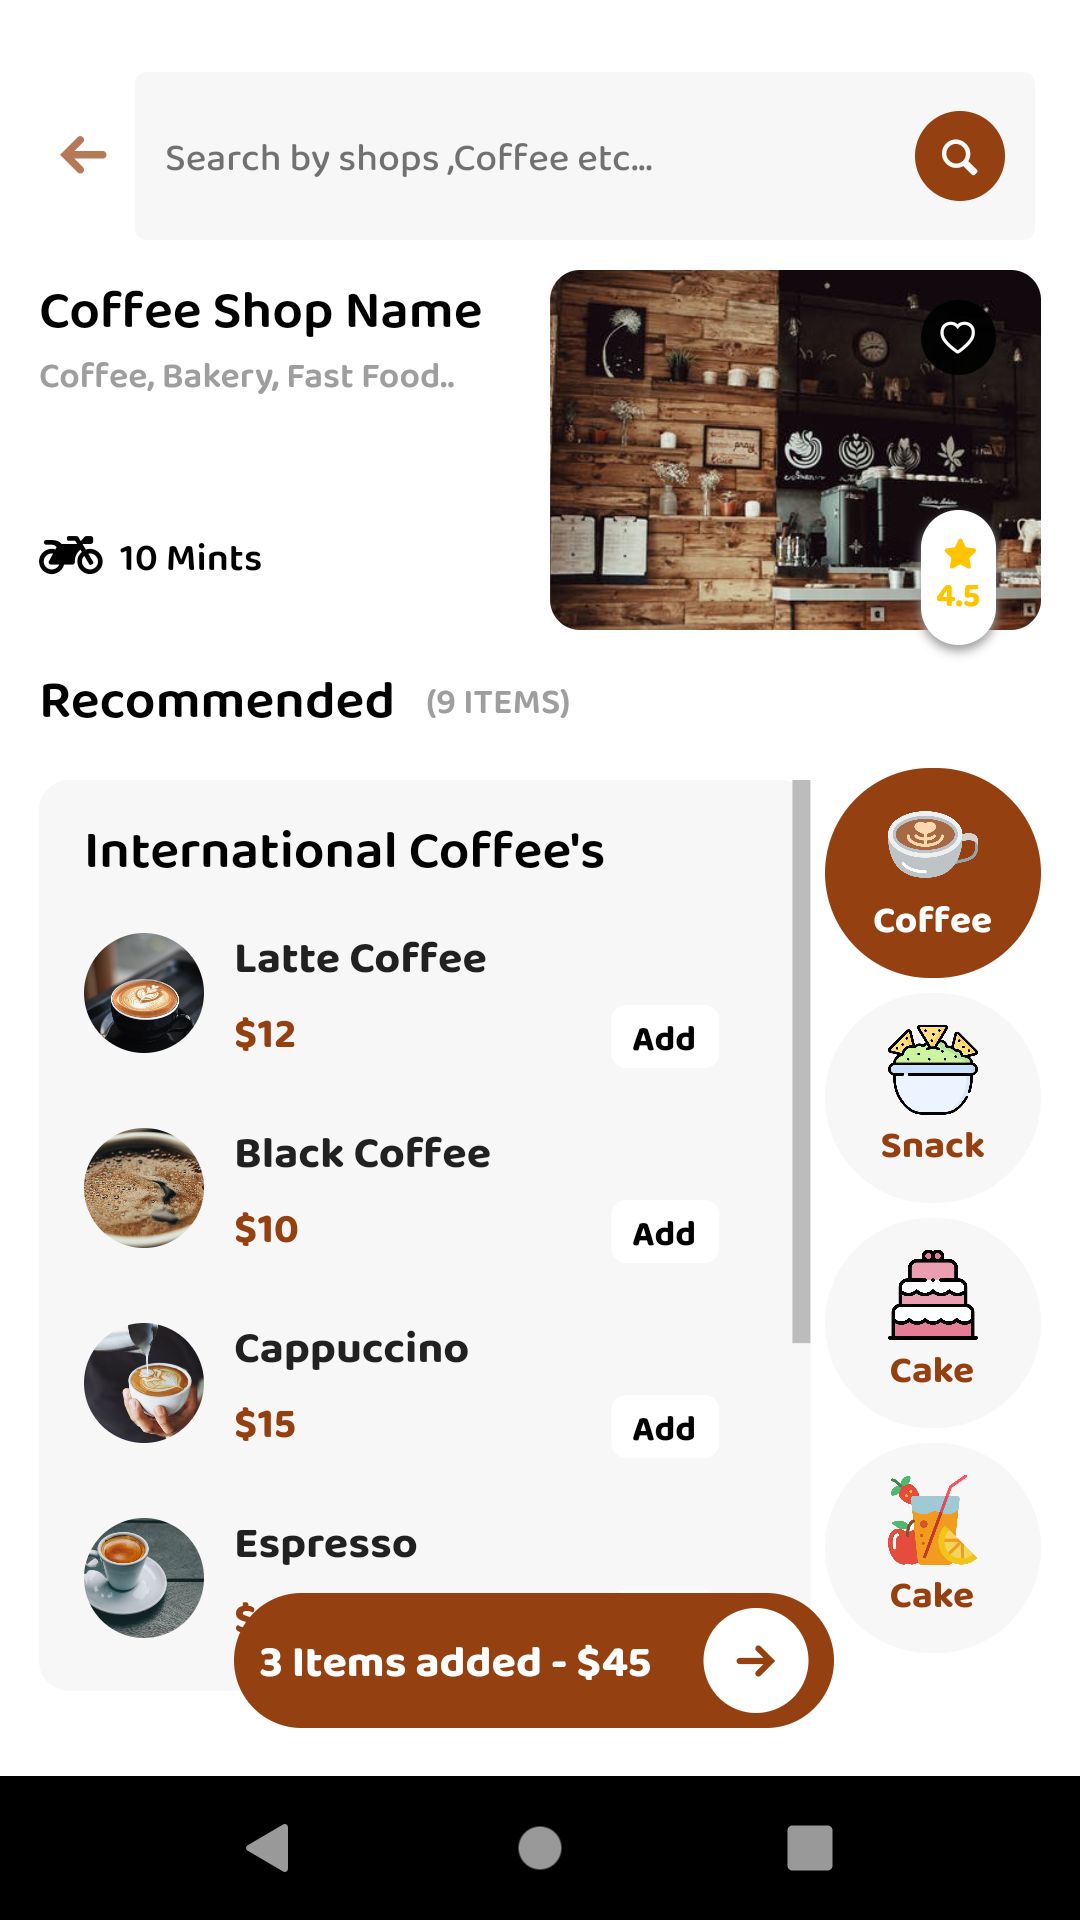 Search by shops ,Coffee etc...
Coffee Shop Name
Coffee, Bakery, Fast Food..
10 Mints
4.5
Recommended (9 ITEMS)
International Coffee's
Latte Coffee
$12
Add
Black Coffee
$10
Add
Cappuccino
$15
Add
Espresso
$
3 Items added - $45
Coffee
Snack
Cake
Cake